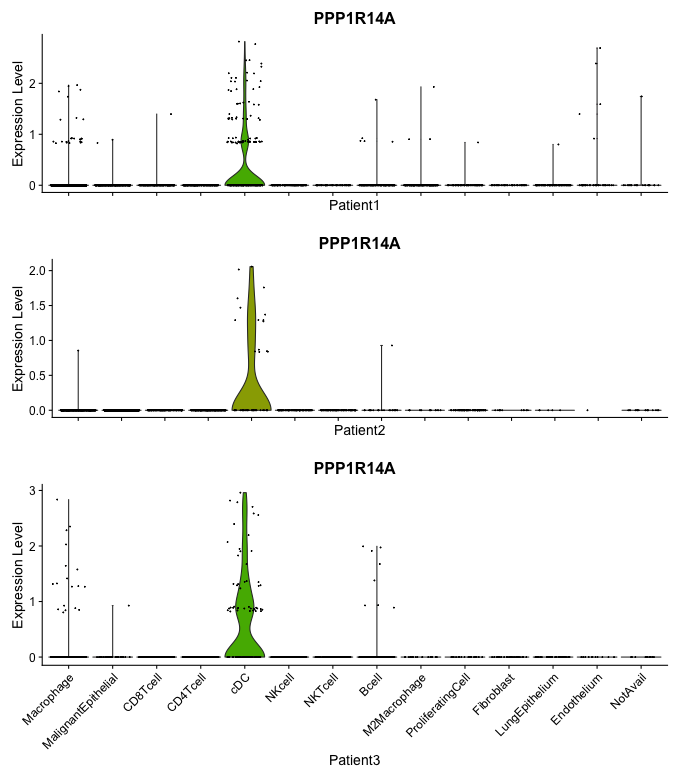 PPP1R14A
Expression Level
2
1
0
Patient1
PPP1R14A
Expression Level
2.0
1.5
1.0
0.5
0.0
Patient2
PPP1R14A
Expression Level
3
2
1
0
Macrophage
MalignantEpithelial
CD8Tcell
CD4Tcell
cDC
NKcell
NKTcell
Bcell
M2Macrophage
ProliferatingCell
Fibroblast
LungEpithelium
Endothelium
NotAvail
Patient3